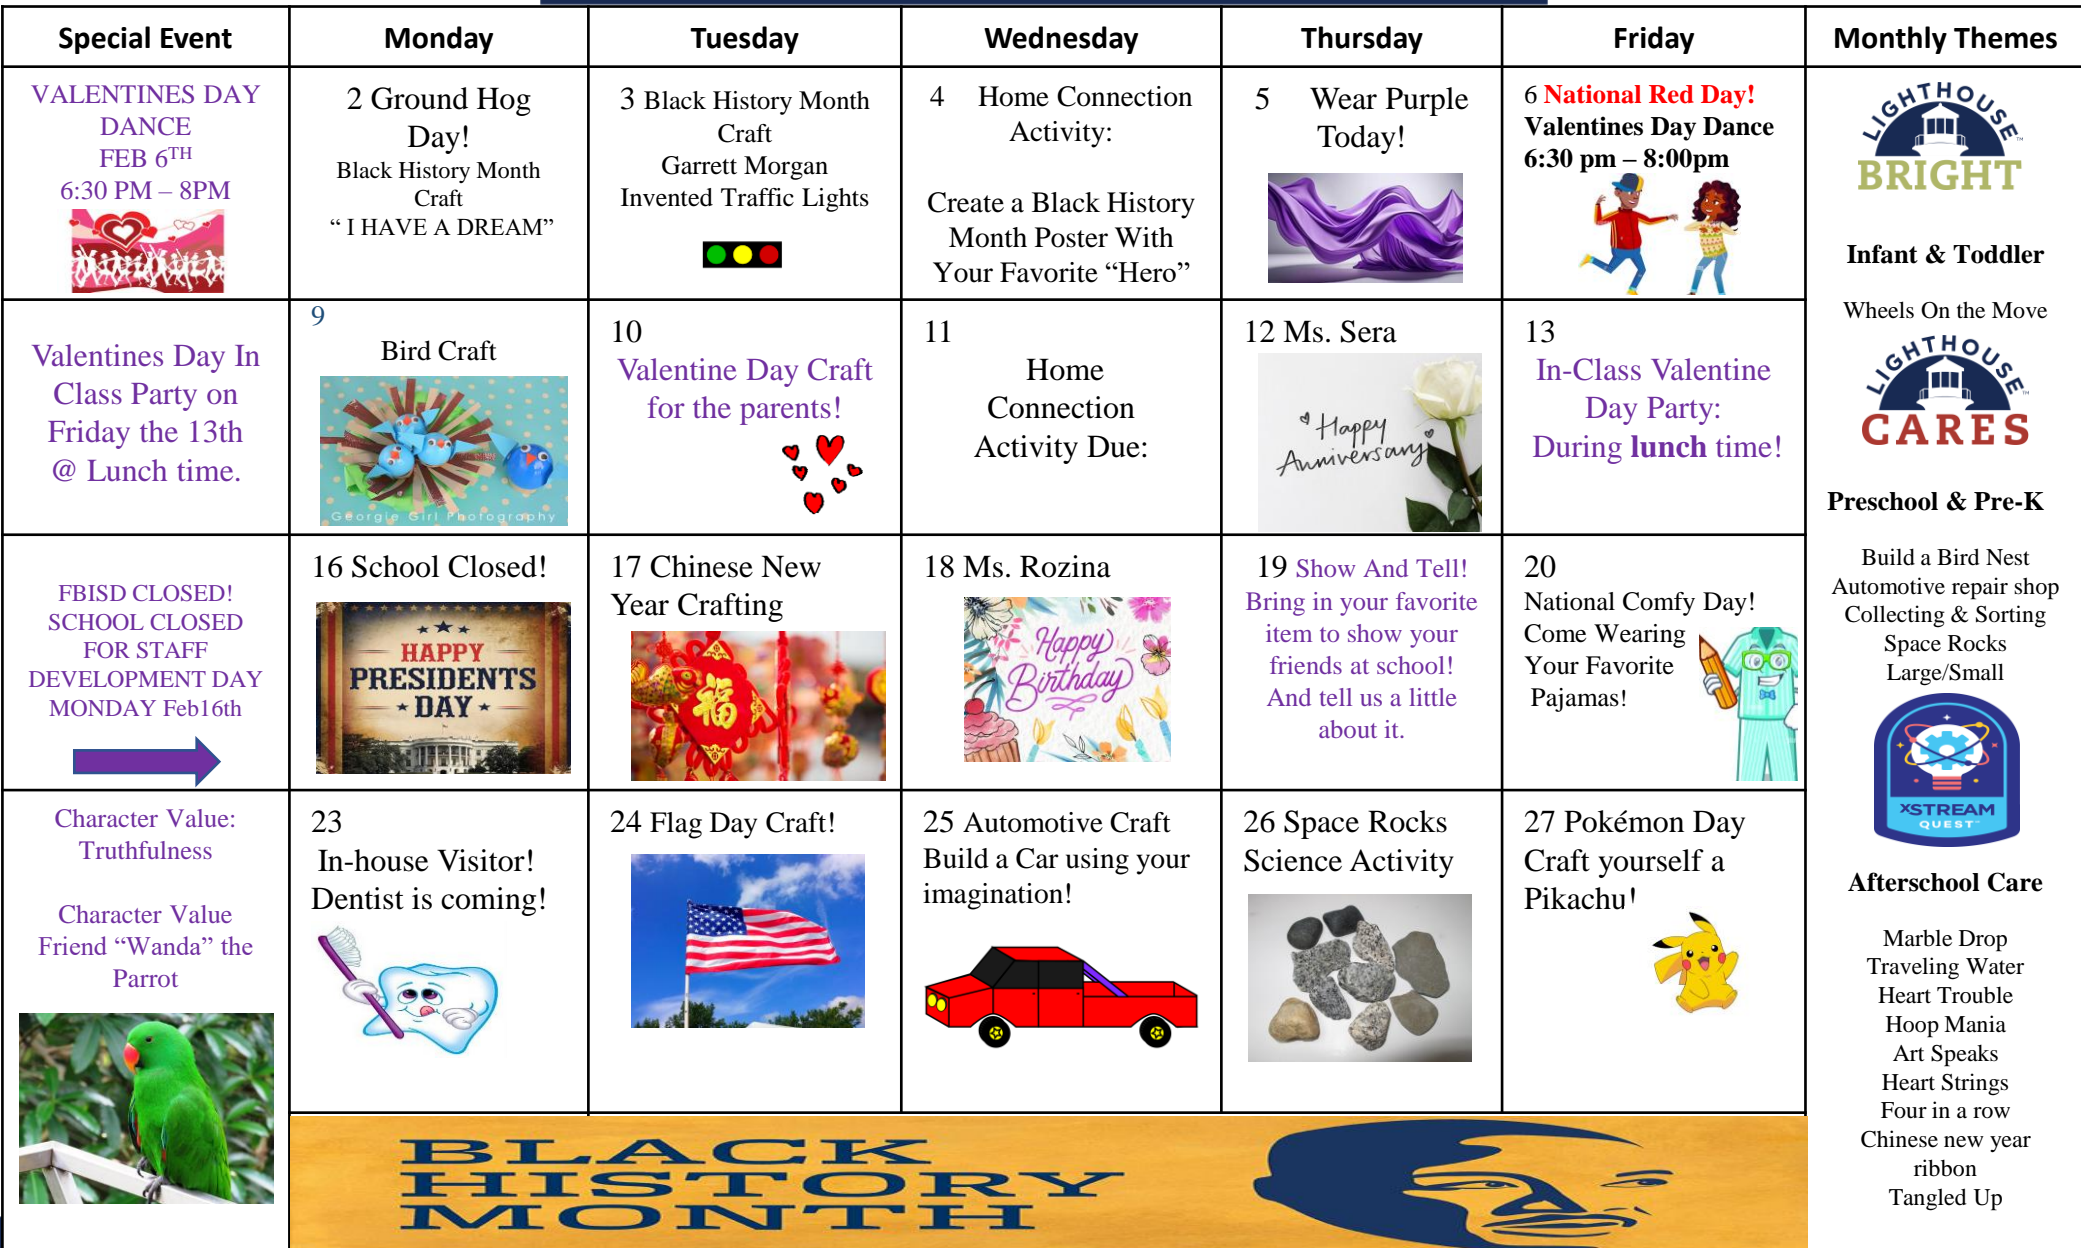 Special Event
Monday
Tuesday
Wednesday
Thursday
Friday
Monthly Themes
VALENTINES DAY
DANCE
FEB 6TH
6:30 PM – 8PM
2 Ground Hog
Day!
Black History Month
Craft
“ I HAVE A DREAM”
3 Black History Month
Craft
Garrett Morgan
Invented Traffic Lights
4 Home Connection
Activity:
Create a Black History
Month Poster With
Your Favorite “Hero”
5 Wear Purple
Today!
6 National Red Day!
Valentines Day Dance
6:30 pm – 8:00pm
Valentines Day In
Class Party on
Friday the 13th
@ Lunch time.
9
Bird Craft
Georgie Girl Photography
10
Valentine Day Craft
for the parents!
11
Home
Connection
Activity Due:
12 Ms. Sera
Happy
Anniversary
13
In-Class Valentine
Day Party:
During lunch time!
FBISD CLOSED!
SCHOOL CLOSED
FOR STAFF
DEVELOPMENT DAY
MONDAY Feb16th
16 School Closed!
HAPPY
PRESIDENTS
DAY
17 Chinese New
Year Crafting
福
18 Ms. Rozina
Happy
Birthday
19 Show And Tell!
Bring in your favorite
item to show your
friends at school!
And tell us a little
about it.
20
National Comfy Day!
Come Wearing
Your Favorite
Pajamas!
Character Value:
Truthfulness
Character Value
Friend “Wanda” the
Parrot
23
In-house Visitor!
Dentist is coming!
24 Flag Day Craft!
25 Automotive Craft
Build a Car using your
imagination!
26 Space Rocks
Science Activity
27 Pokémon Day
Craft yourself a
Pikachu!
BLACK
HISTORY
MONTH
LIGHTHOUSE
BRIGHT
Infant & Toddler
Wheels On the Move
LIGHTHOUSE
CARES
Preschool & Pre-K
Build a Bird Nest
Automotive repair shop
Collecting & Sorting
Space Rocks
Large/Small
XSTREAM
QUEST™
Afterschool Care
Marble Drop
Traveling Water
Heart Trouble
Hoop Mania
Art Speaks
Heart Strings
Four in a row
Chinese new year
ribbon
Tangled Up